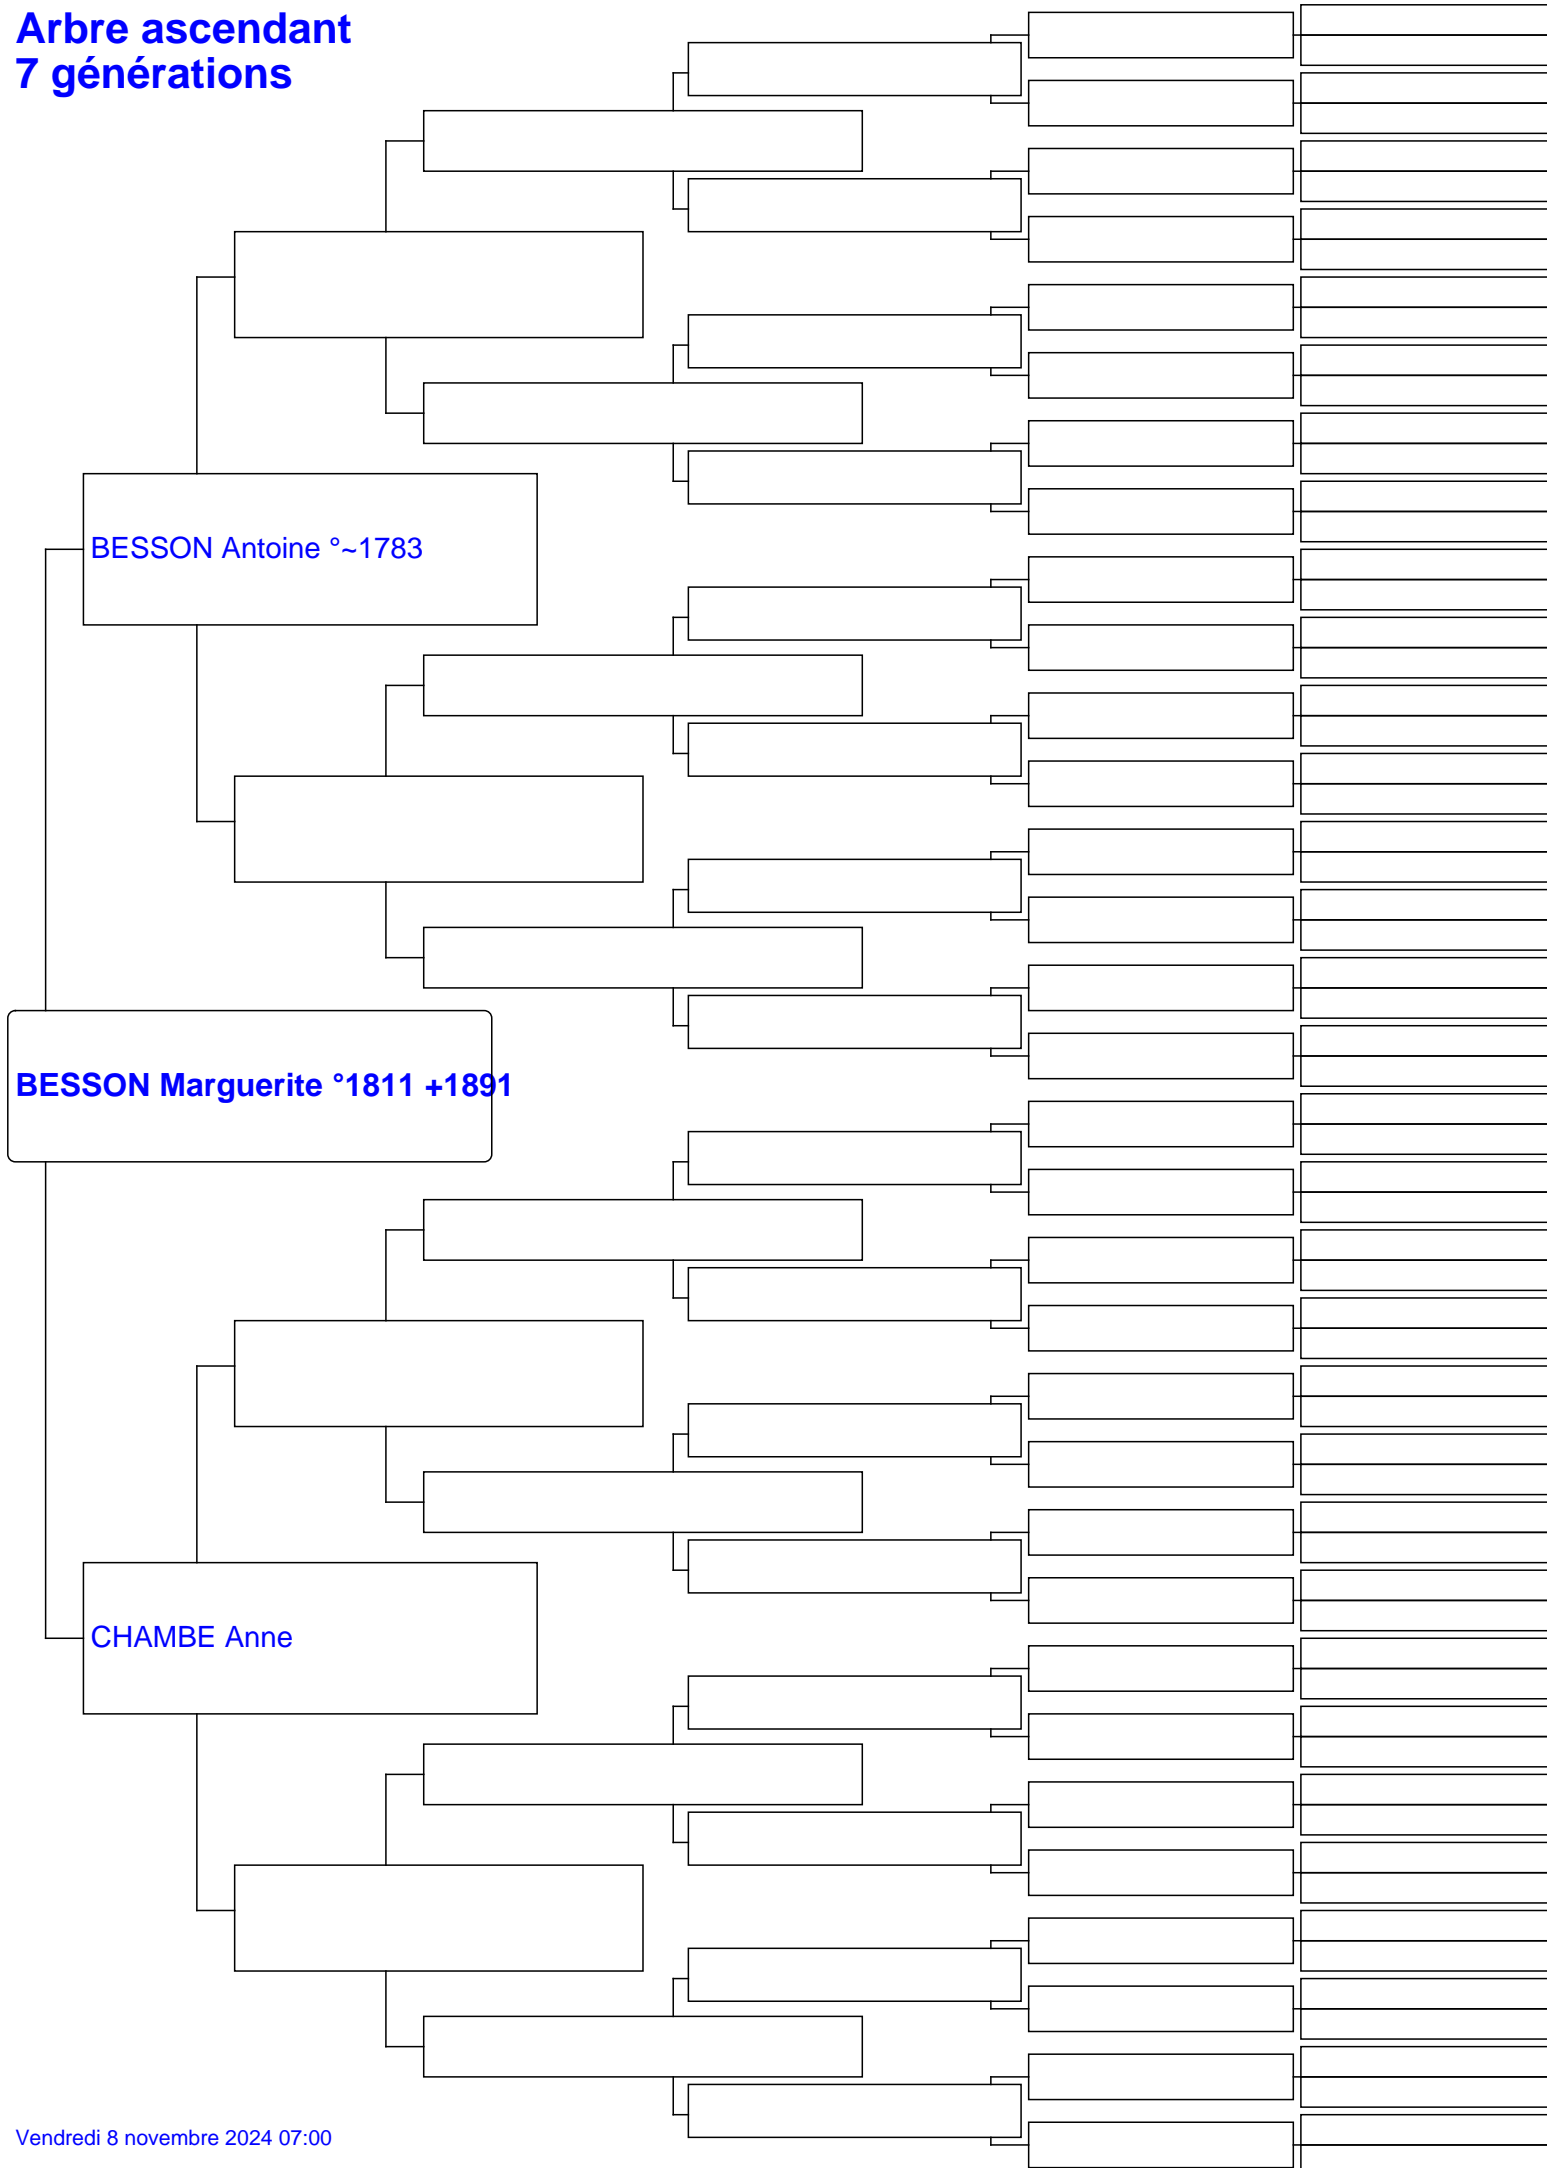 Arbre ascendant
7 générations
BESSON Antoine °~1783
BESSON Marguerite °1811 +1891
CHAMBE Anne
Vendredi 8 novembre 2024 07:00